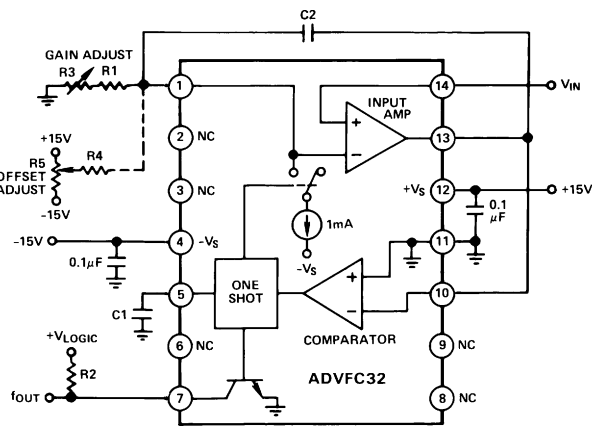 C2
GAIN ADJUST
R3 R1
1
14
VIN
INPUT
AMP
+
−
+15V
2 NC
13
R5
OFFSET
ADJUST
R4
-15V
3 NC
+VS 12
+15V
0.1
μF
1mA
-15V
4 -VS
-VS
11
0.1μF
5
ONE
SHOT
+
−
10
C1
COMPARATOR
+VLOGIC
6 NC
9 NC
R2
ADVFC32
fOUT
7
8 NC